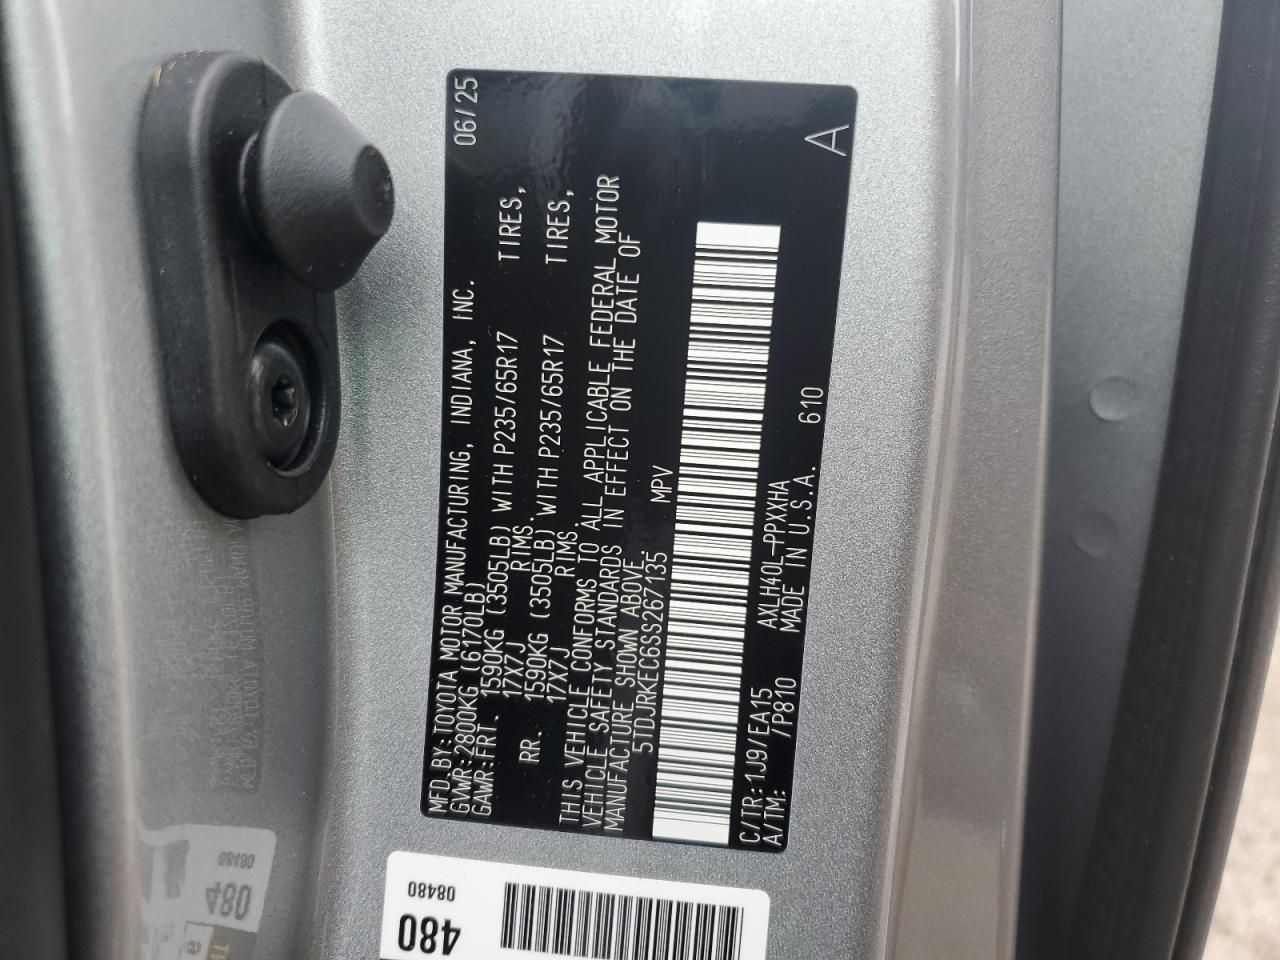 MFD.BY:TOYOTA MOTOR MANUFACTURING, INDIANA, INC. 06/25
GVWR:2800KG (6170LB)
GAWR:FRT. 1590KG (3505LB) WITH P235/65R17 TIRES,
17X7J RIMS.
RR. 1590KG (3505LB) WITH P235/65R17 TIRES,
17X7J RIMS.
THIS VEHICLE CONFORMS TO ALL APPLICABLE FEDERAL MOTOR
VEHICLE SAFETY STANDARDS IN EFFECT ON THE DATE OF
MANUFACTURE SHOWN ABOVE.
5TDJRKEC6SS267135 MPV
C/TR:1J9/EA15 AXLH40L-PPXXHA
A/TM: /P810 MADE IN U.S.A. 610 A
08480
480